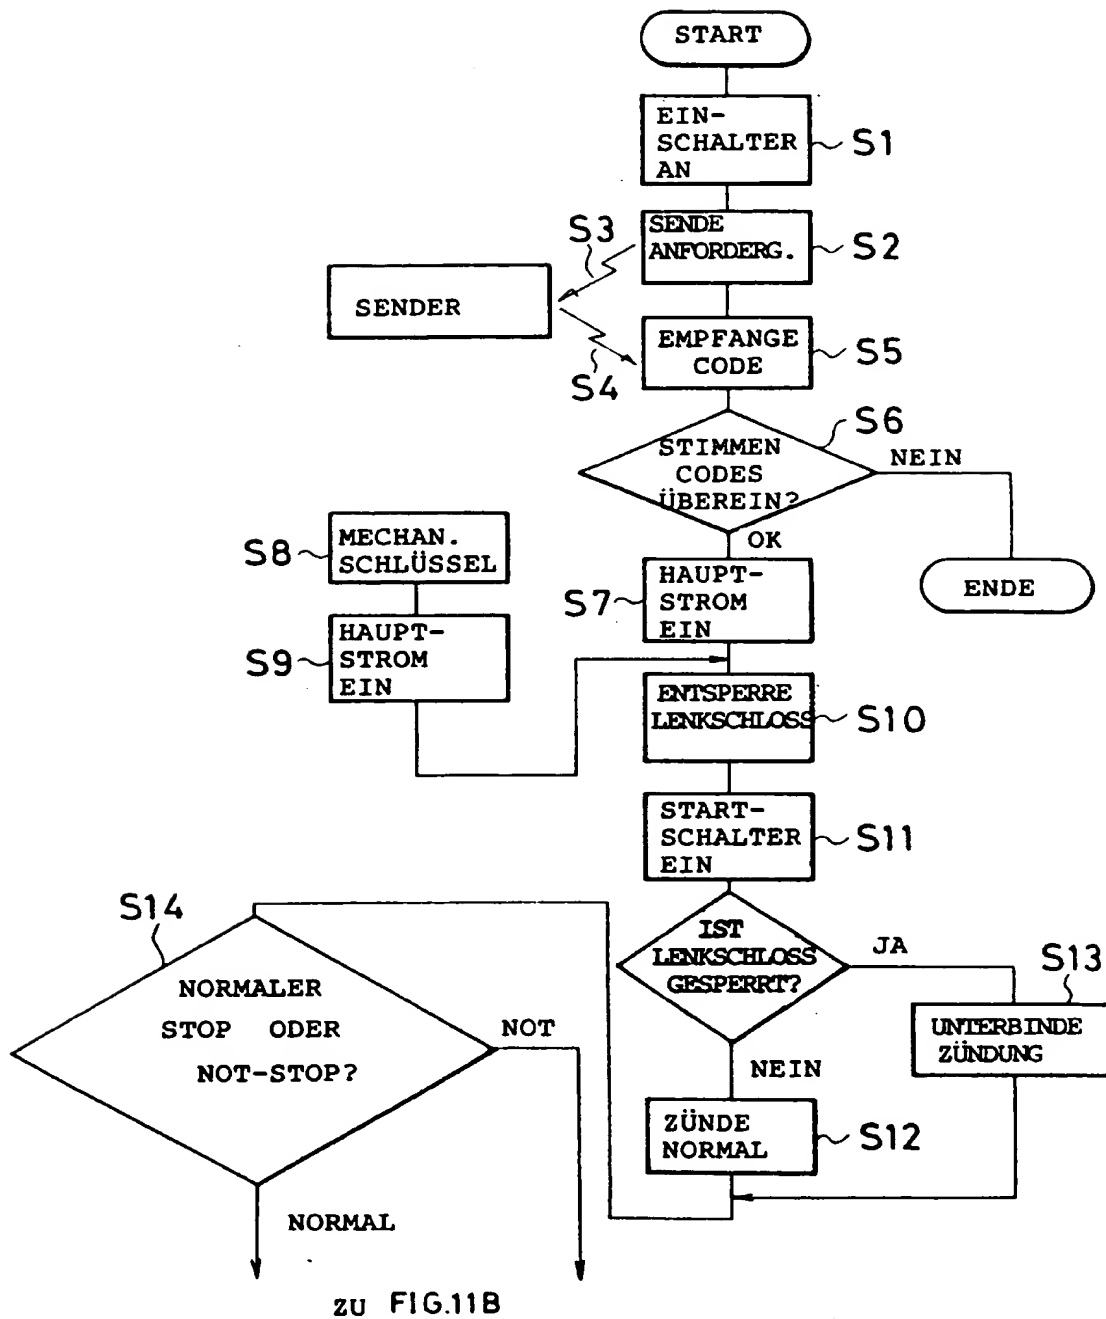 START
EIN-
SCHALTER
AN
S1
SENDE
ANFORDERG.
S2
S3
SENDER
S4
EMPFANGE
CODE
S5
STIMMEN
CODES
ÜBEREIN?
S6
NEIN
ENDE
OK
HAUPT-
STROM
EIN
S7
MECHAN.
SCHLÜSSEL
S8
HAUPT-
STROM
EIN
S9
ENTSPERRE
LENKSCHLOSS
S10
START-
SCHALTER
EIN
S11
IST
LENKSCHLOSS
GESPERRT?
JA
S13
UNTERBINDE
ZÜNDUNG
NEIN
ZÜNDE
NORMAL
S12
S14
NORMALER
STOP ODER
NOT-STOP?
NOT
NORMAL
ZU FIG.11B